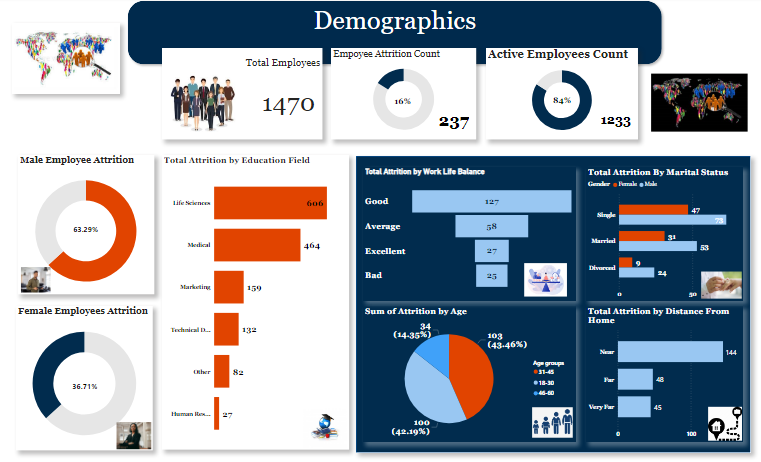 Demographics
Total Employees
1470
Empoyee Attrition Count
16%
237
Active Employees Count
84%
1233
Male Employee Attrition
63.29%
Female Employees Attrition
36.71%
Total Attrition by Education Field
Life Sciences
606
Medical
464
Marketing
159
Technical D...
132
Other
82
Human Res...
27
Total Attrition by Work Life Balance
Good
127
Average
58
Excellent
27
Bad
25
Total Attrition By Marital Status
Gender Female Male
Single
47
73
Married
31
53
Divorced
9
24
0 50
Sum of Attrition by Age
34
(14.35%)
103
(43.46%)
100
(42.19%)
Age groups
31-45
18-30
46-60
Total Attrition by Distance From
Home
Near
144
Far
48
Very Far
45
0 100